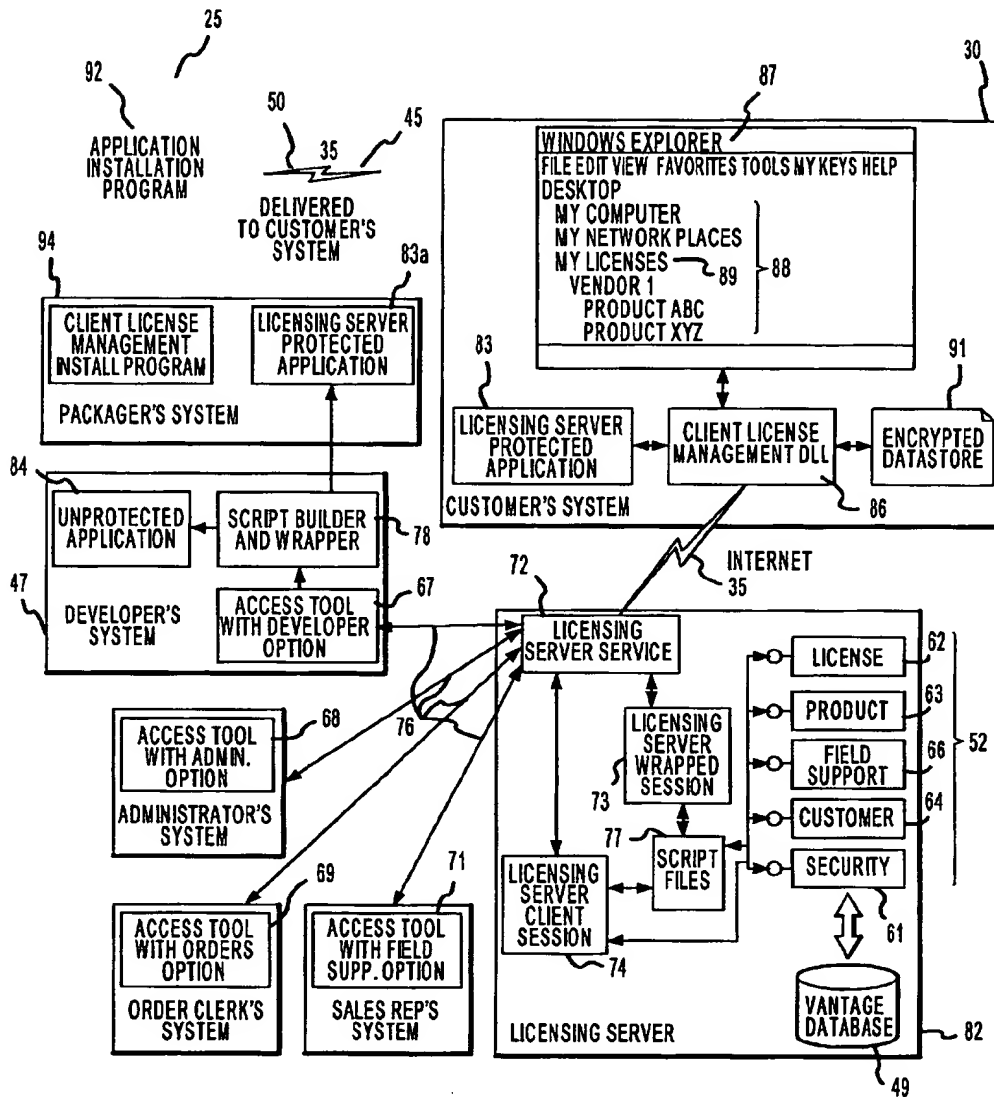 25
92
APPLICATION
INSTALLATION
PROGRAM
50
35
45
DELIVERED
TO CUSTOMER'S
SYSTEM
30
87
WINDOWS EXPLORER
FILE EDIT VIEW FAVORITES TOOLS MY KEYS HELP
DESKTOP
MY COMPUTER
MY NETWORK PLACES
MY LICENSES
89
88
VENDOR 1
PRODUCT ABC
PRODUCT XYZ
94
83a
CLIENT LICENSE
MANAGEMENT
INSTALL PROGRAM
LICENSING SERVER
PROTECTED
APPLICATION
PACKAGER'S SYSTEM
83
LICENSING SERVER
PROTECTED
APPLICATION
CLIENT LICENSE
MANAGEMENT DLL
86
91
ENCRYPTED
DATASTORE
CUSTOMER'S SYSTEM
84
UNPROTECTED
APPLICATION
SCRIPT BUILDER
AND WRAPPER
78
47
DEVELOPER'S
SYSTEM
67
ACCESS TOOL
WITH DEVELOPER
OPTION
INTERNET
35
72
LICENSING
SERVER SERVICE
76
68
ACCESS TOOL
WITH ADMIN.
OPTION
ADMINISTRATOR'S
SYSTEM
69
ACCESS TOOL
WITH ORDERS
OPTION
ORDER CLERK'S
SYSTEM
71
ACCESS TOOL
WITH FIELD
SUPP. OPTION
SALES REP'S
SYSTEM
LICENSING
SERVER
WRAPPED
SESSION
73
77
SCRIPT
FILES
LICENSING
SERVER
CLIENT
SESSION
74
LICENSE
62
PRODUCT
63
FIELD
SUPPORT
66
CUSTOMER
64
SECURITY
61
52
VANTAGE
DATABASE
49
LICENSING SERVER
82